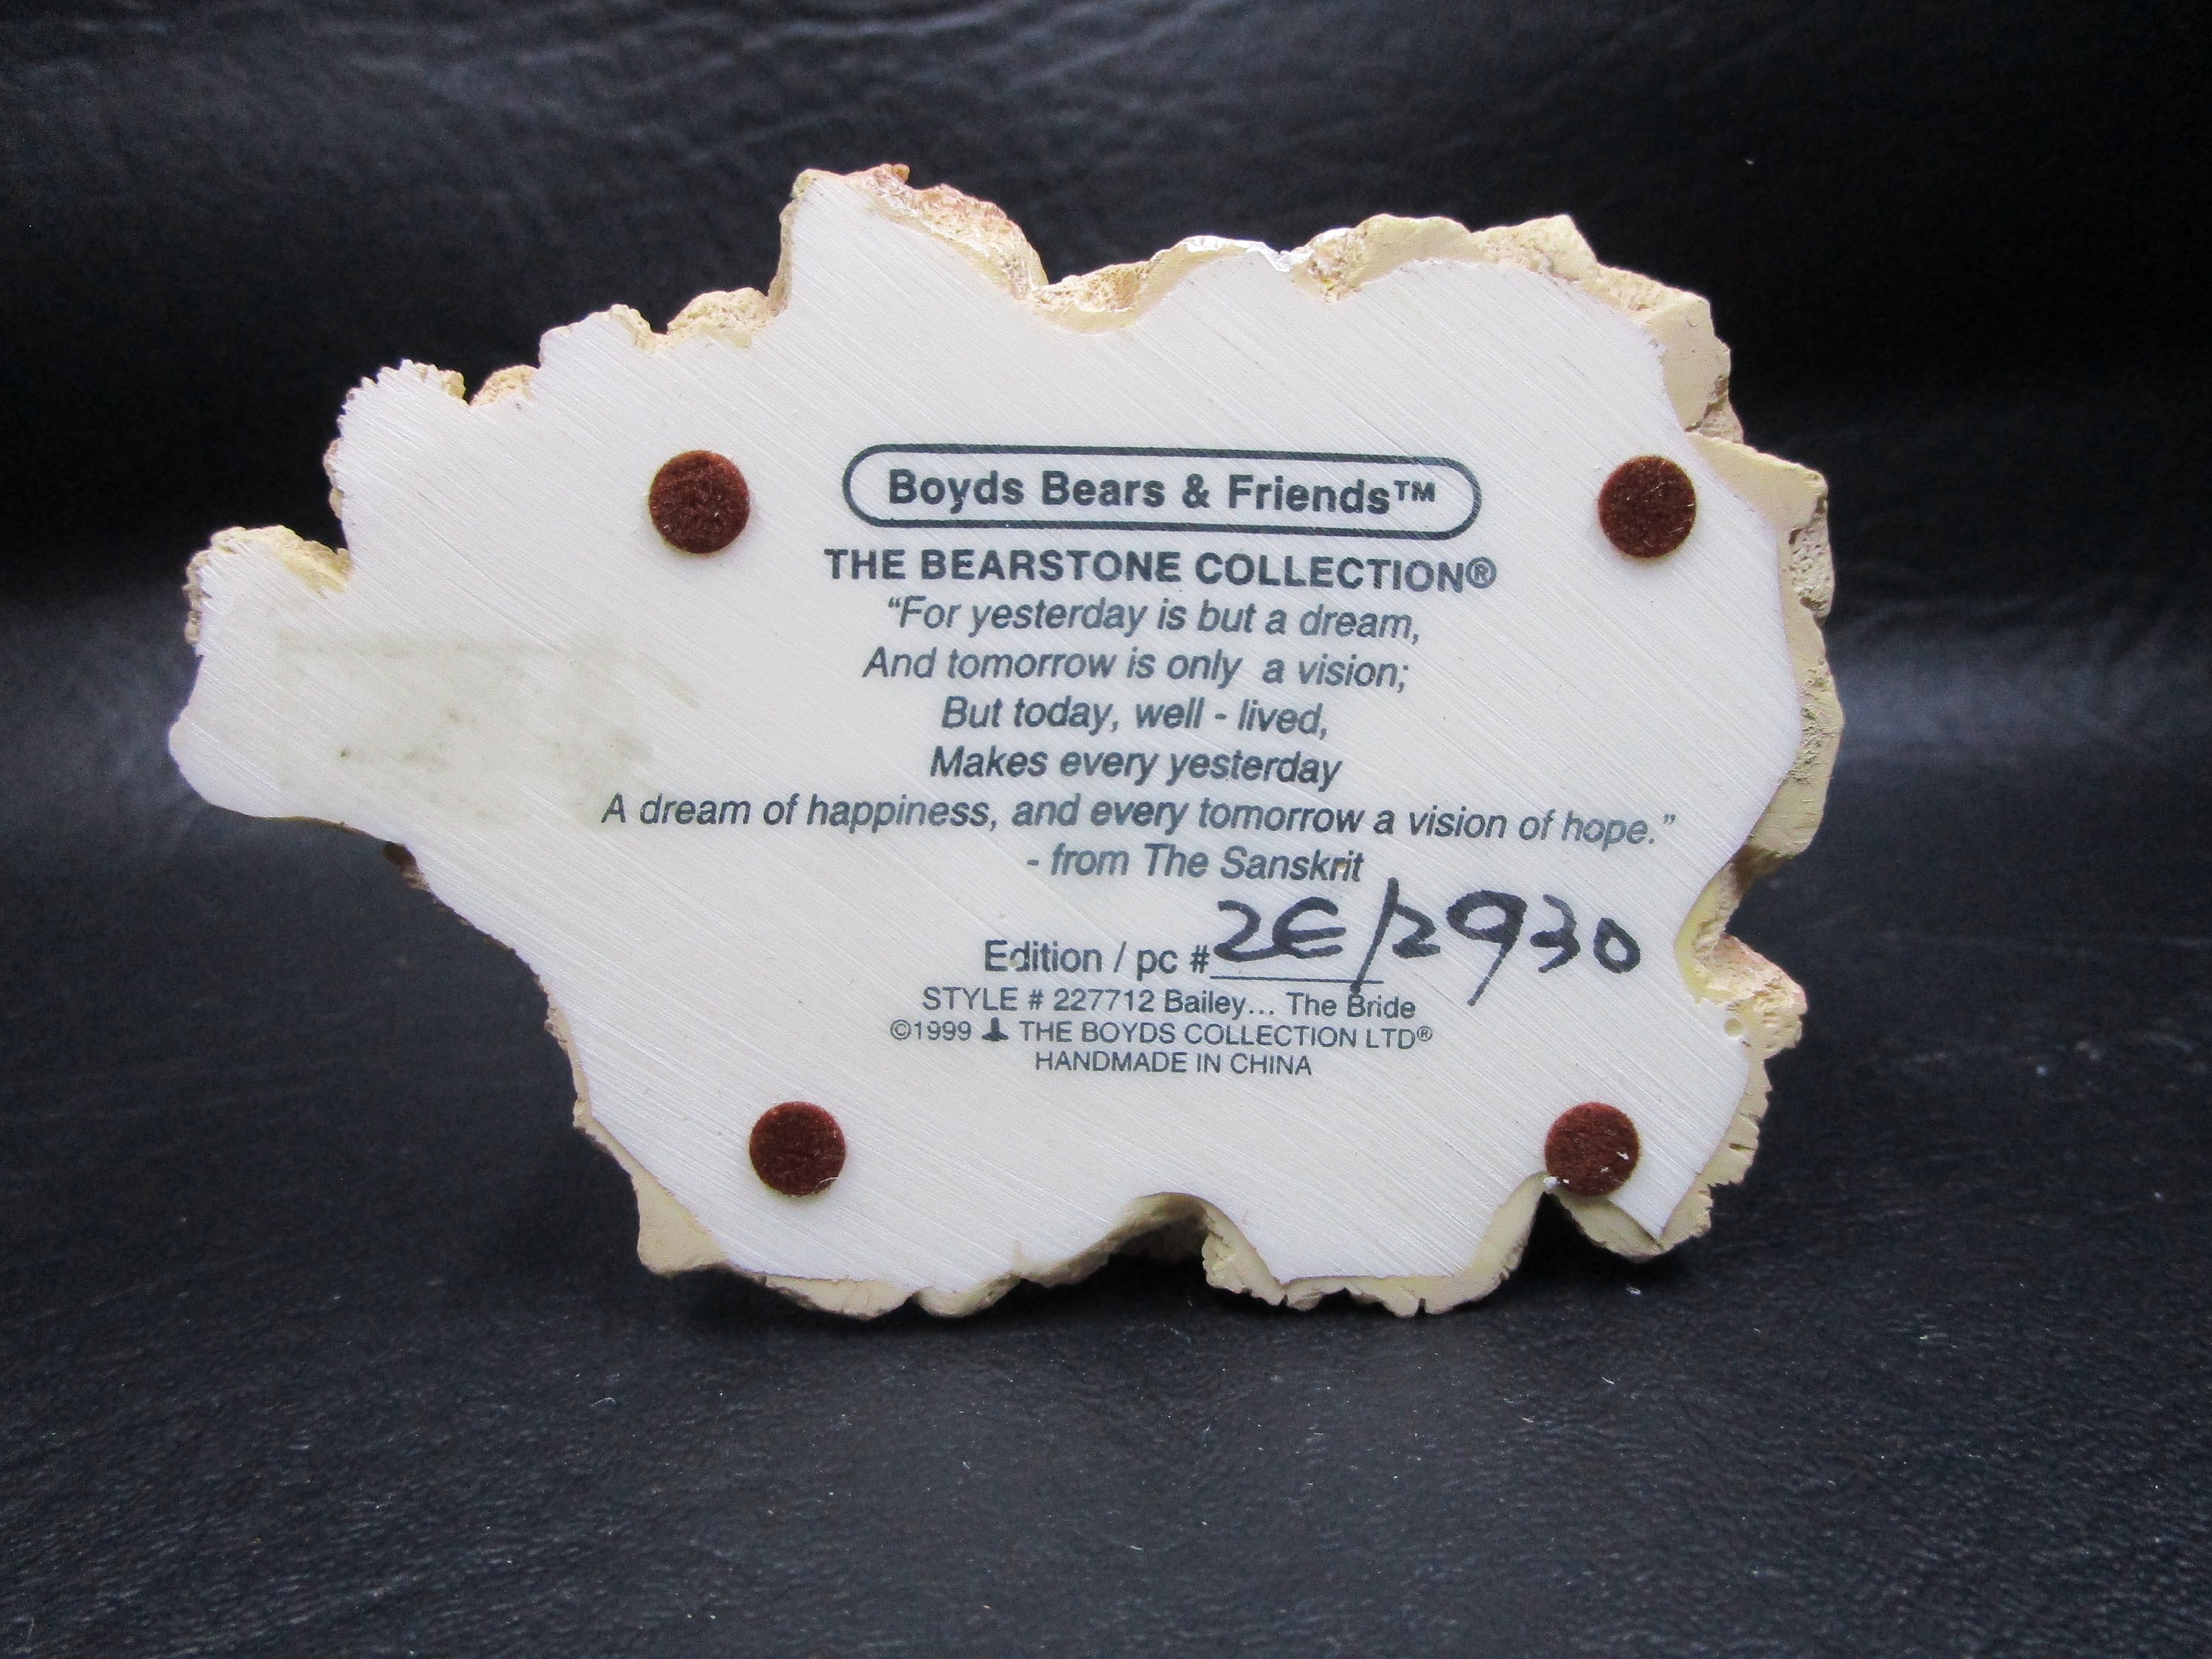 Boyds Bears & Friends™
THE BEARSTONE COLLECTION®
“For yesterday is but a dream,
And tomorrow is only a vision;
But today, well - lived,
Makes every yesterday
A dream of happiness, and every tomorrow a vision of hope.”
- from The Sanskrit
Edition / pc # 2E/2930
STYLE # 227712 Bailey... The Bride
©1999 THE BOYDS COLLECTION LTD®
HANDMADE IN CHINA